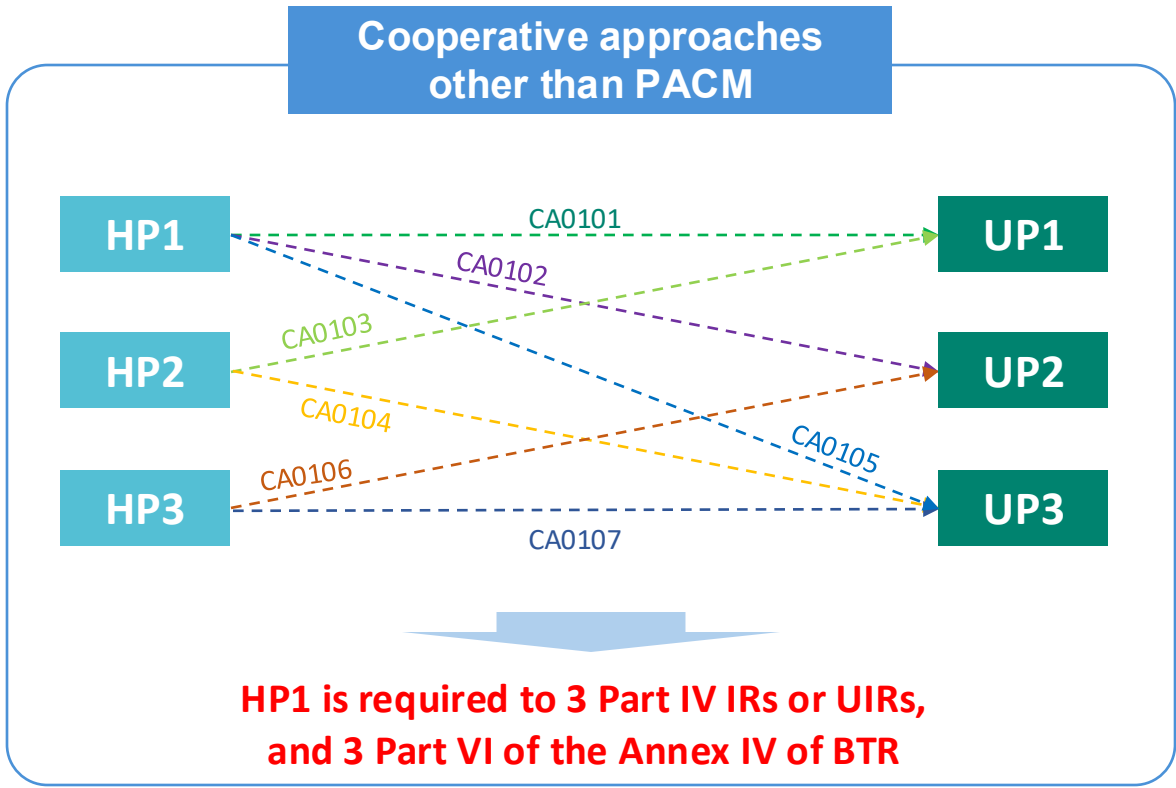 Cooperative approaches
other than PACM
HP1
CA0101
UP1
CA0102
CA0103
HP2
UP2
CA0104
CA0105
CA0106
HP3
UP3
CA0107
HP1 is required to 3 Part IV IRs or UIRs,
and 3 Part VI of the Annex IV of BTR